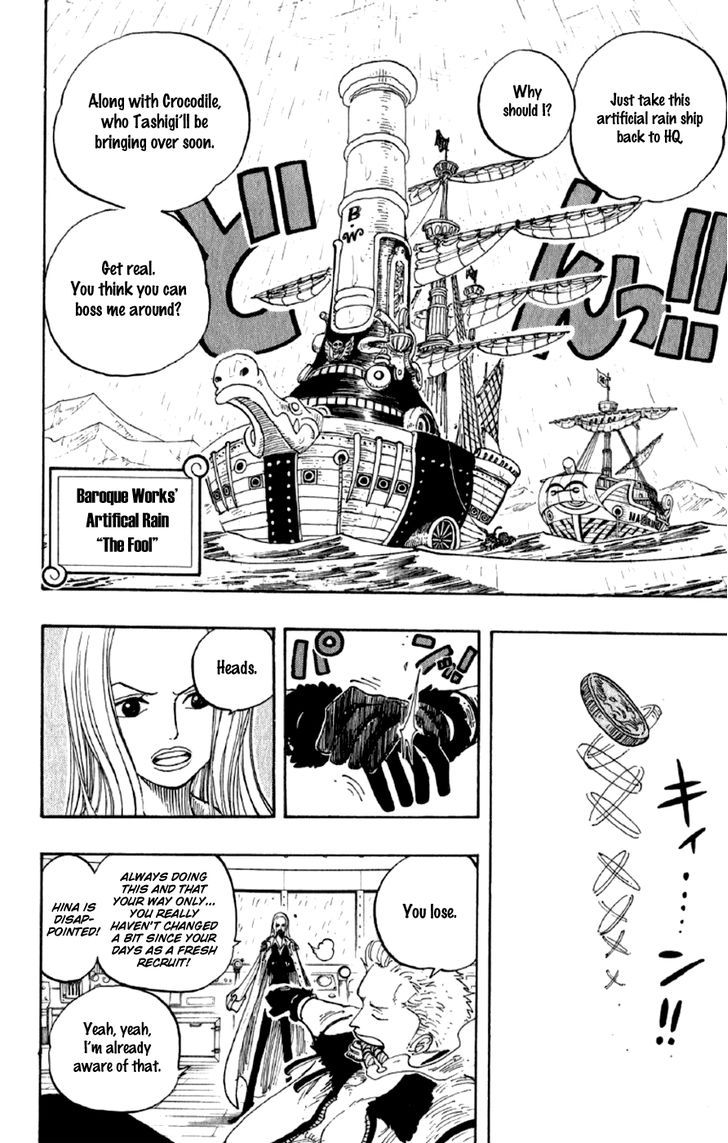 Just take this
artificial rain ship
back to HQ.
Why
should I?
Along with Crocodile,
who Tashigi'll be
bringing over soon.
Get real.
You think you can
boss me around?
ど
んっ!!
B
W
Baroque Works'
Artifical Rain
"The Fool"
キィ・・・・ーン!!
パシ
Heads.
You lose.
ALWAYS DOING
THIS AND THAT
YOUR WAY ONLY...
YOU REALLY
HAVEN'T CHANGED
A BIT SINCE YOUR
DAYS AS A FRESH
RECRUIT!
HINA IS
DISAP-
POINTED!
Yeah, yeah,
I'm already
aware of that.